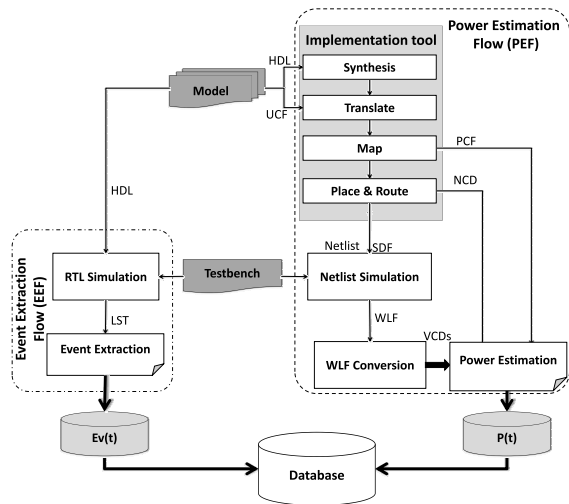 Power Estimation
Flow (PEF)
Implementation tool
HDL
Synthesis
Model
UCF
Translate
Map
PCF
Place & Route
NCD
HDL
Netlist
SDF
Event Extraction
Flow (EEF)
RTL Simulation
Testbench
Netlist Simulation
LST
WLF
VCDs
Event Extraction
WLF Conversion
Power Estimation
Ev(t)
P(t)
Database